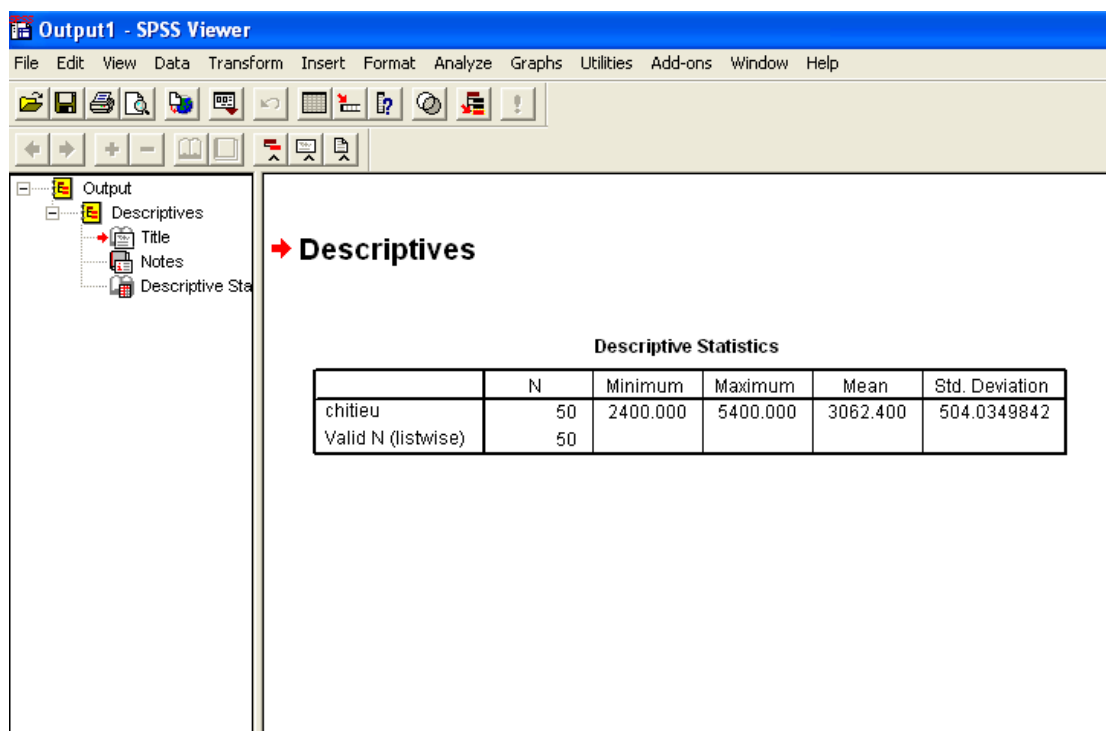 Output1 - SPSS Viewer
File Edit View Data Transform Insert Format Analyze Graphs Utilities Add-ons Window Help
Output
Descriptives
Title
Notes
Descriptive Sta
Descriptives
Descriptive Statistics
N Minimum Maximum Mean Std. Deviation
chitieu 50 2400.000 5400.000 3062.400 504.0349842
Valid N (listwise) 50